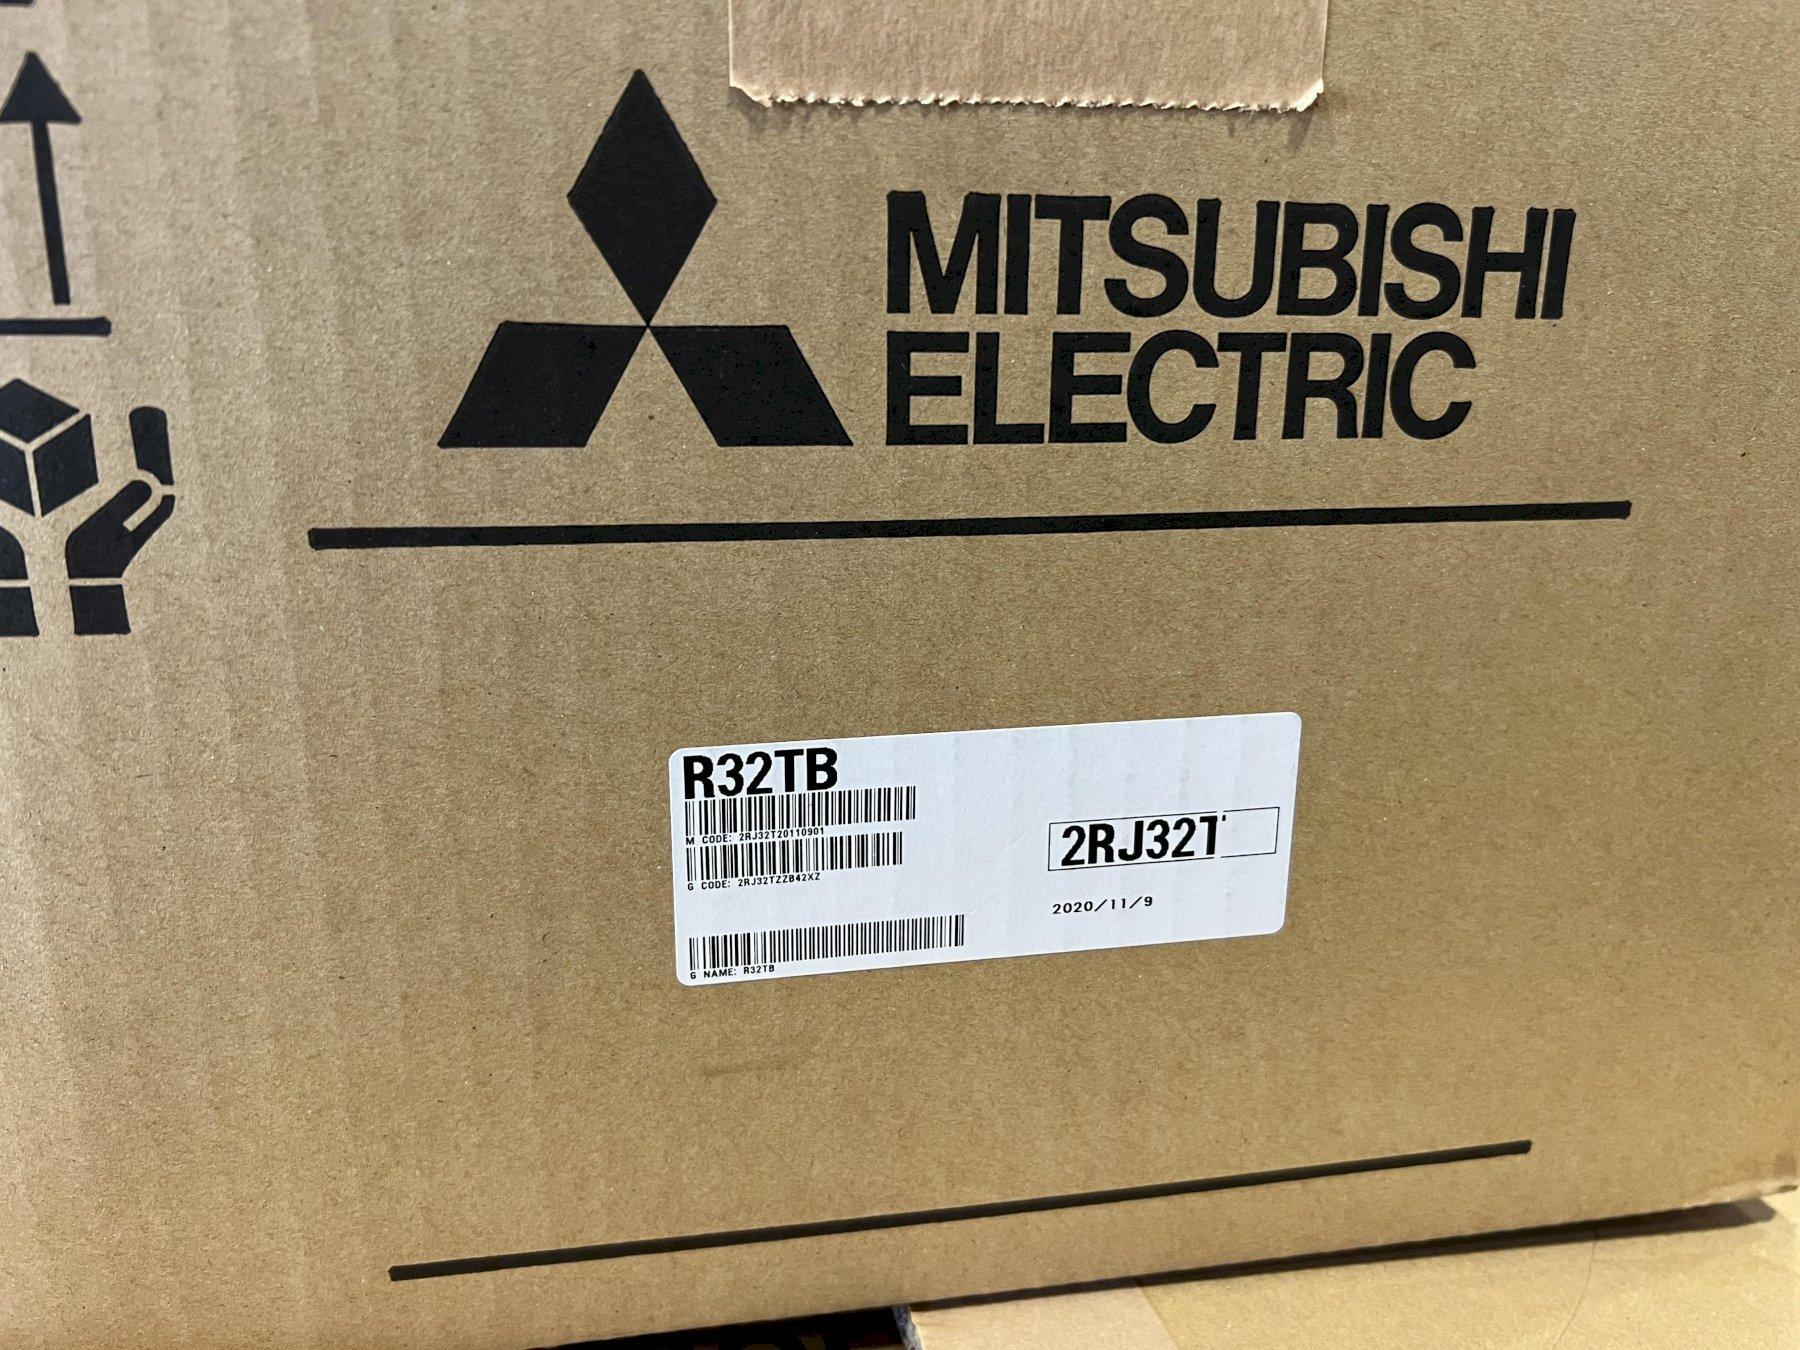 MITSUBISHI
ELECTRIC
R32TB
M CODE: 2RJ32T20110901
G CODE: 2RJ32TZZB42XZ
2RJ32T
2020/11/9
G NAME: R32TB